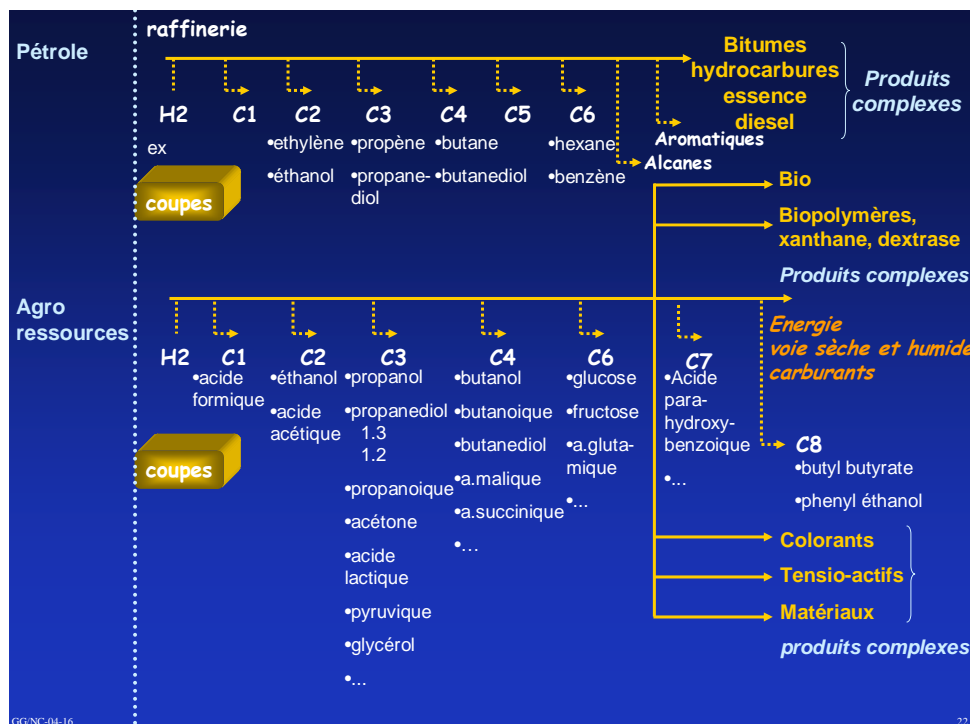 raffinerie
Pétrole
Bitumes
hydrocarbures
essence
diesel
Produits
complexes
H2 C1 C2 C3 C4 C5 C6
Aromatiques
Alcanes
ex
•ethylène
•éthanol
•propène
•propane-
diol
•butane
•butanediol
•hexane
•benzène
coupes
Bio
Biopolymères,
xanthane, dextrase
Produits complexes
Agro
ressources
Energie
voie sèche et humide
carburants
H2 C1 C2 C3 C4 C6 C7
•acide
formique
•éthanol
•acide
acétique
•propanol
•propanediol
1.3
1.2
•propanoique
•acétone
•acide
lactique
•pyruvique
•glycérol
•...
•butanol
•butanoique
•butanediol
•a.malique
•a.succinique
•...
•glucose
•fructose
•a.gluta-
mique
•...
•Acide
para-
hydroxy-
benzoique
•...
C8
•butyl butyrate
•phenyl éthanol
coupes
Colorants
Tensio-actifs
Matériaux
produits complexes
GG/NC-04-16
22